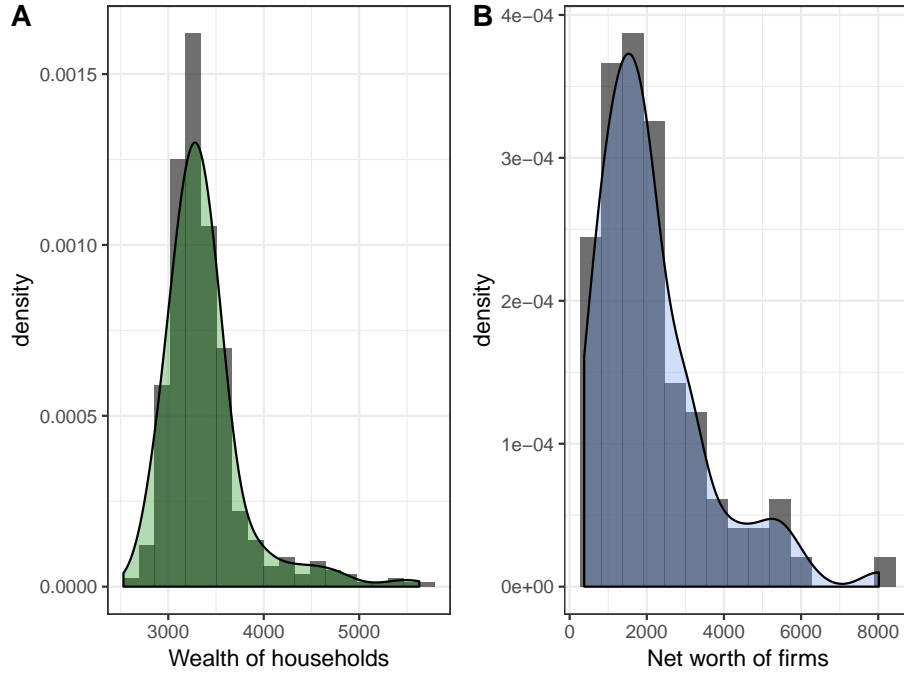 A
density
0.0015
0.0010
0.0005
0.0000
3000 4000 5000
Wealth of households
B
density
4e−04
3e−04
2e−04
1e−04
0e+00
0 2000 4000 6000 8000
Net worth of firms